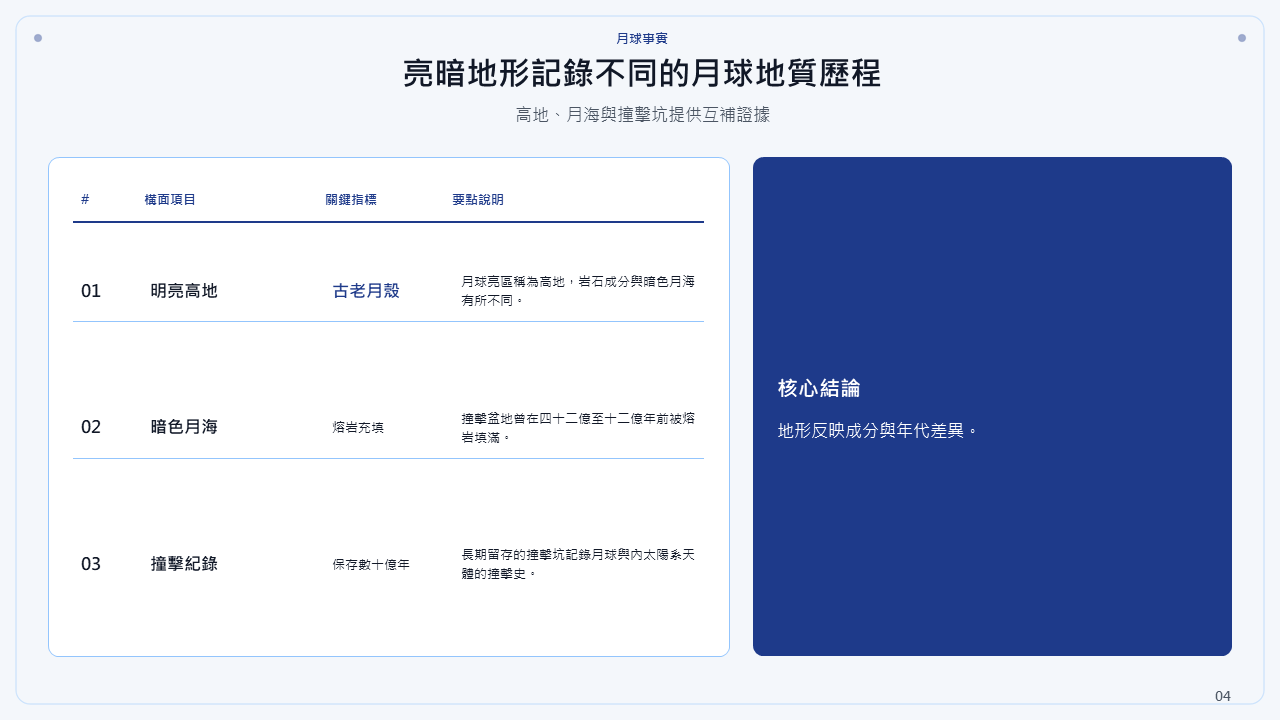 月球事實
亮暗地形記錄不同的月球地質歷程
高地、月海與撞擊坑提供互補證據
# 構面項目 關鍵指標 要點說明
01 明亮高地 古老月殼 月球亮區稱為高地，岩石成分與暗色月海
有所不同。
02 暗色月海 熔岩充填 撞擊盆地曾在四十二億至十二億年前被熔
岩填滿。
03 撞擊紀錄 保存數十億年 長期留存的撞擊坑記錄月球與內太陽系天
體的撞擊史。
核心結論
地形反映成分與年代差異。
04